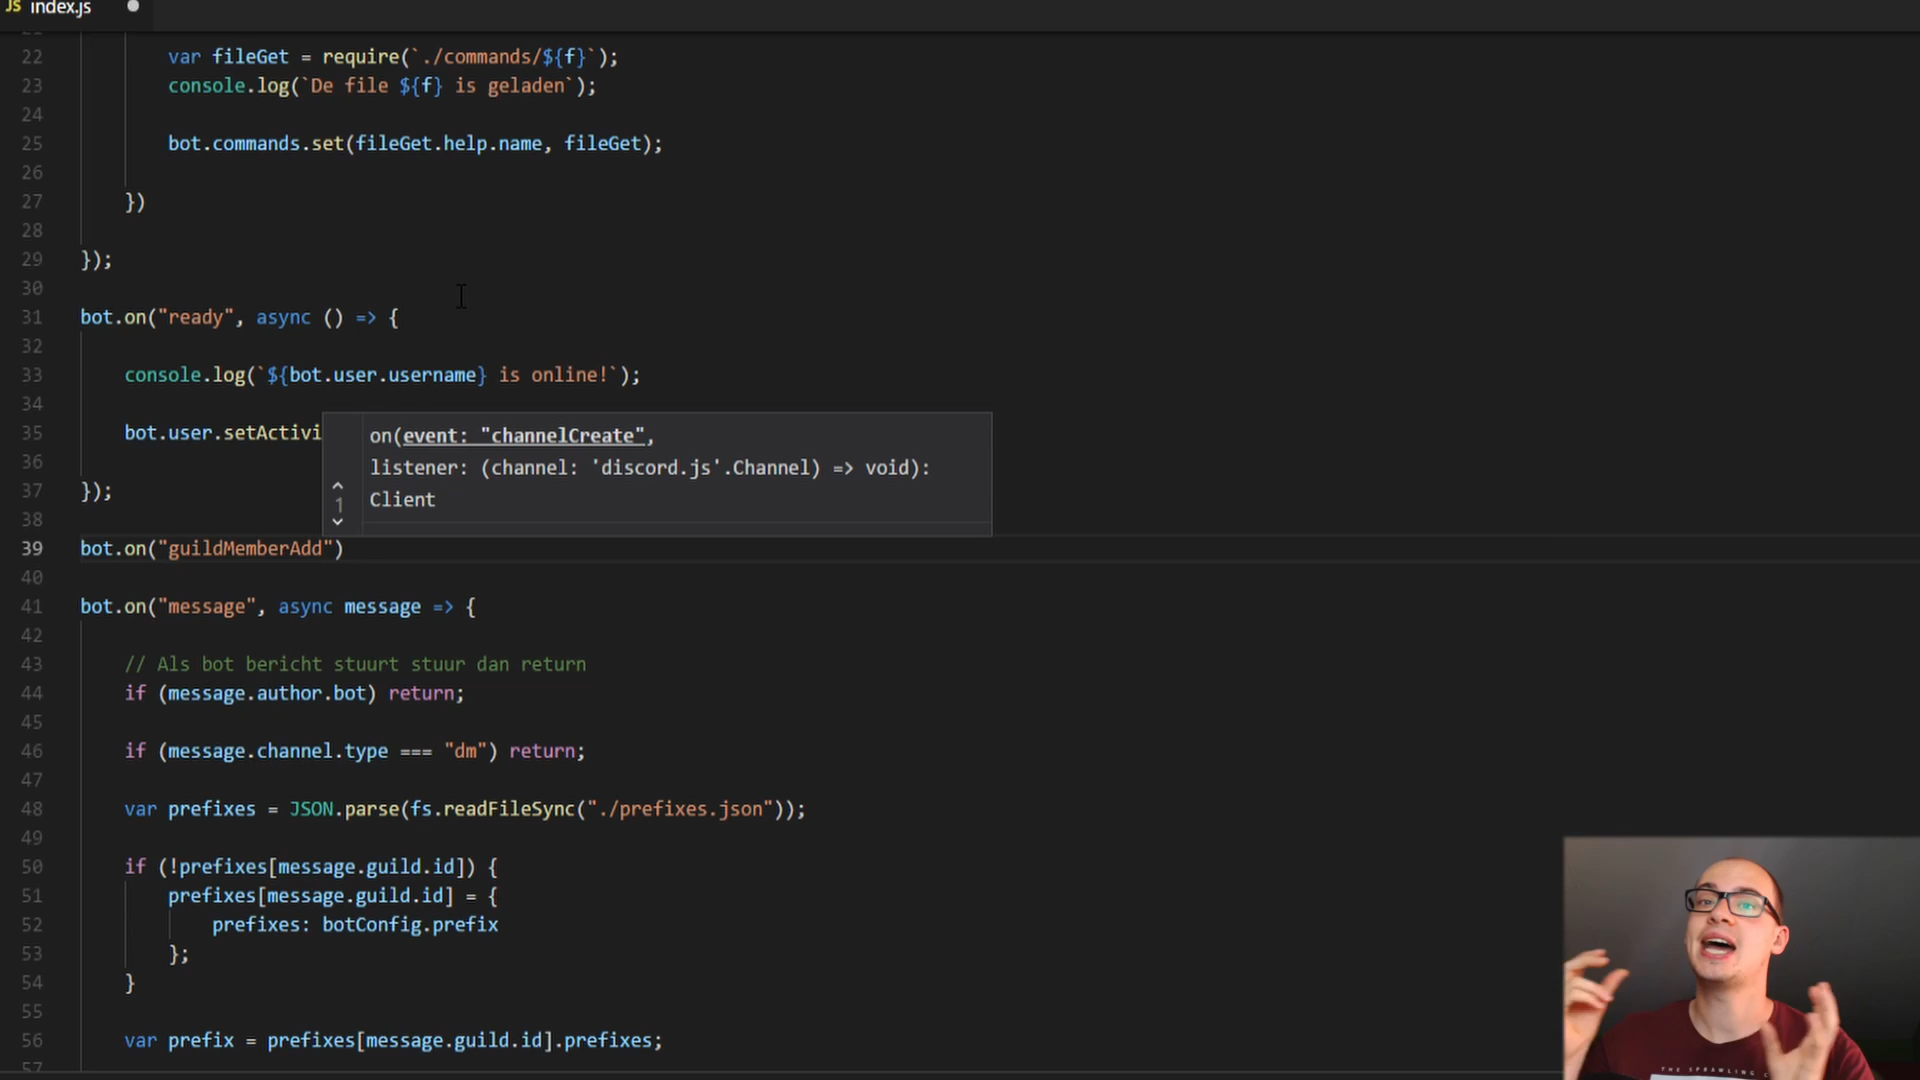 JS index.js
22 var fileGet = require(`./commands/${f}`);
23 console.log(`De file ${f} is geladen`);
24
25 bot.commands.set(fileGet.help.name, fileGet);
26
27 })
28
29 });
30
31 bot.on("ready", async () => {
32
33 console.log(`${bot.user.username} is online!`);
34
on(event: "channelCreate",
35 bot.user.setActivi
listener: (channel: 'discord.js'.Channel) => void):
36
37 });
1
Client
38
39 bot.on("guildMemberAdd")
40
41 bot.on("message", async message => {
42
43 // Als bot bericht stuurt stuur dan return
44 if (message.author.bot) return;
45
46 if (message.channel.type === "dm") return;
47
48 var prefixes = JSON.parse(fs.readFileSync("./prefixes.json"));
49
50 if (!prefixes[message.guild.id]) {
51 prefixes[message.guild.id] = {
52 prefixes: botConfig.prefix
53 };
54 }
55
56 var prefix = prefixes[message.guild.id].prefixes;
57
THE SPRAWLING